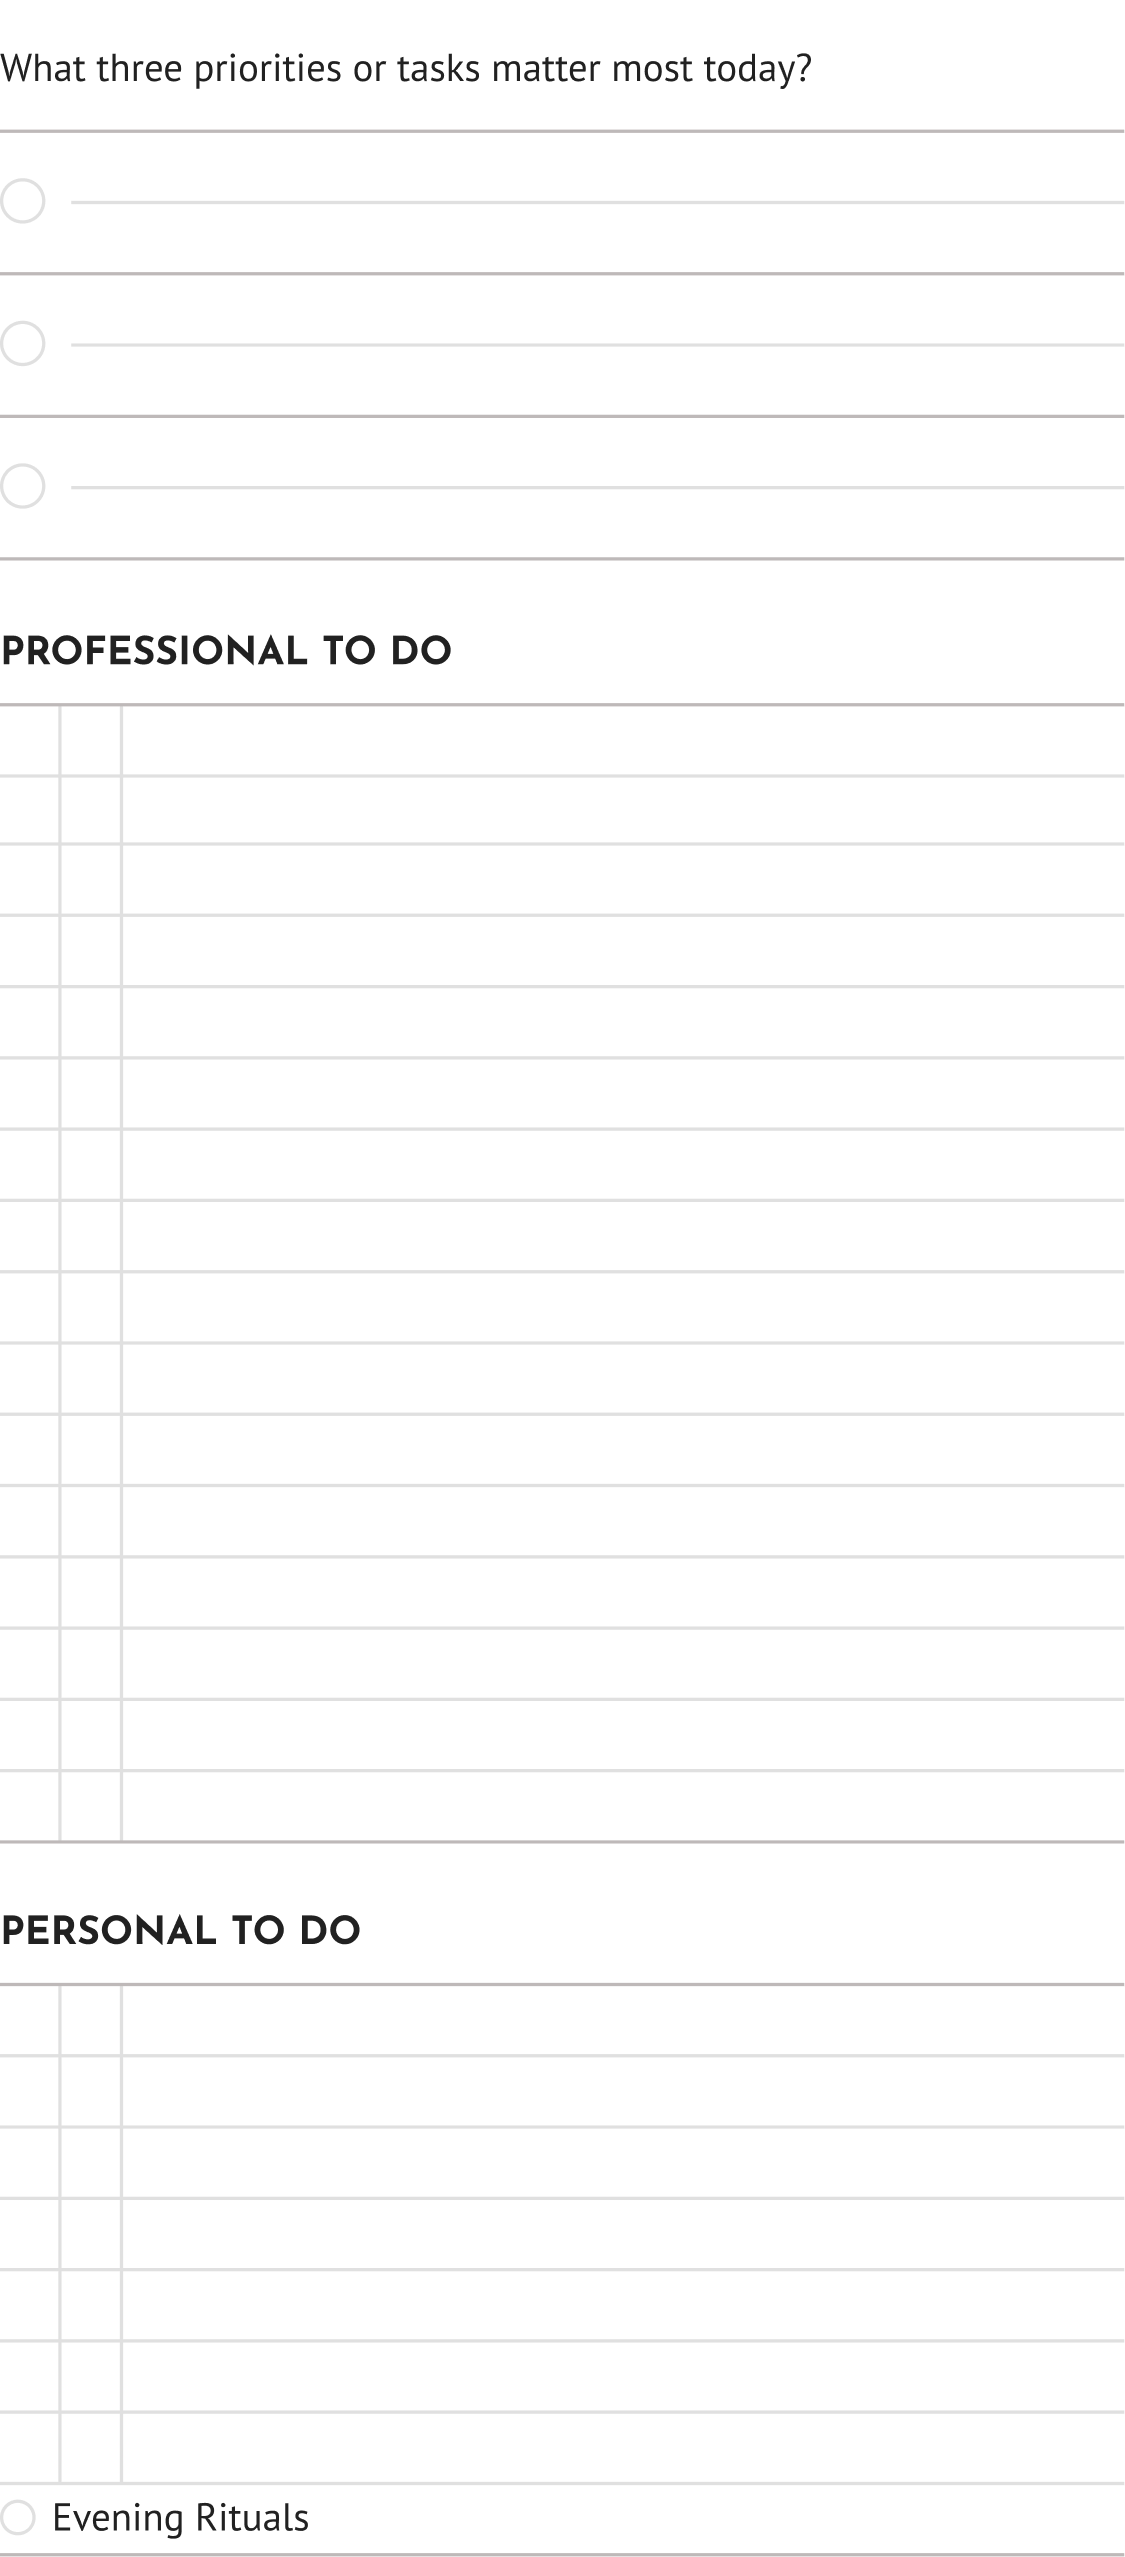 What three priorities or tasks matter most today?
PROFESSIONAL TO DO
PERSONAL TO DO
Evening Rituals